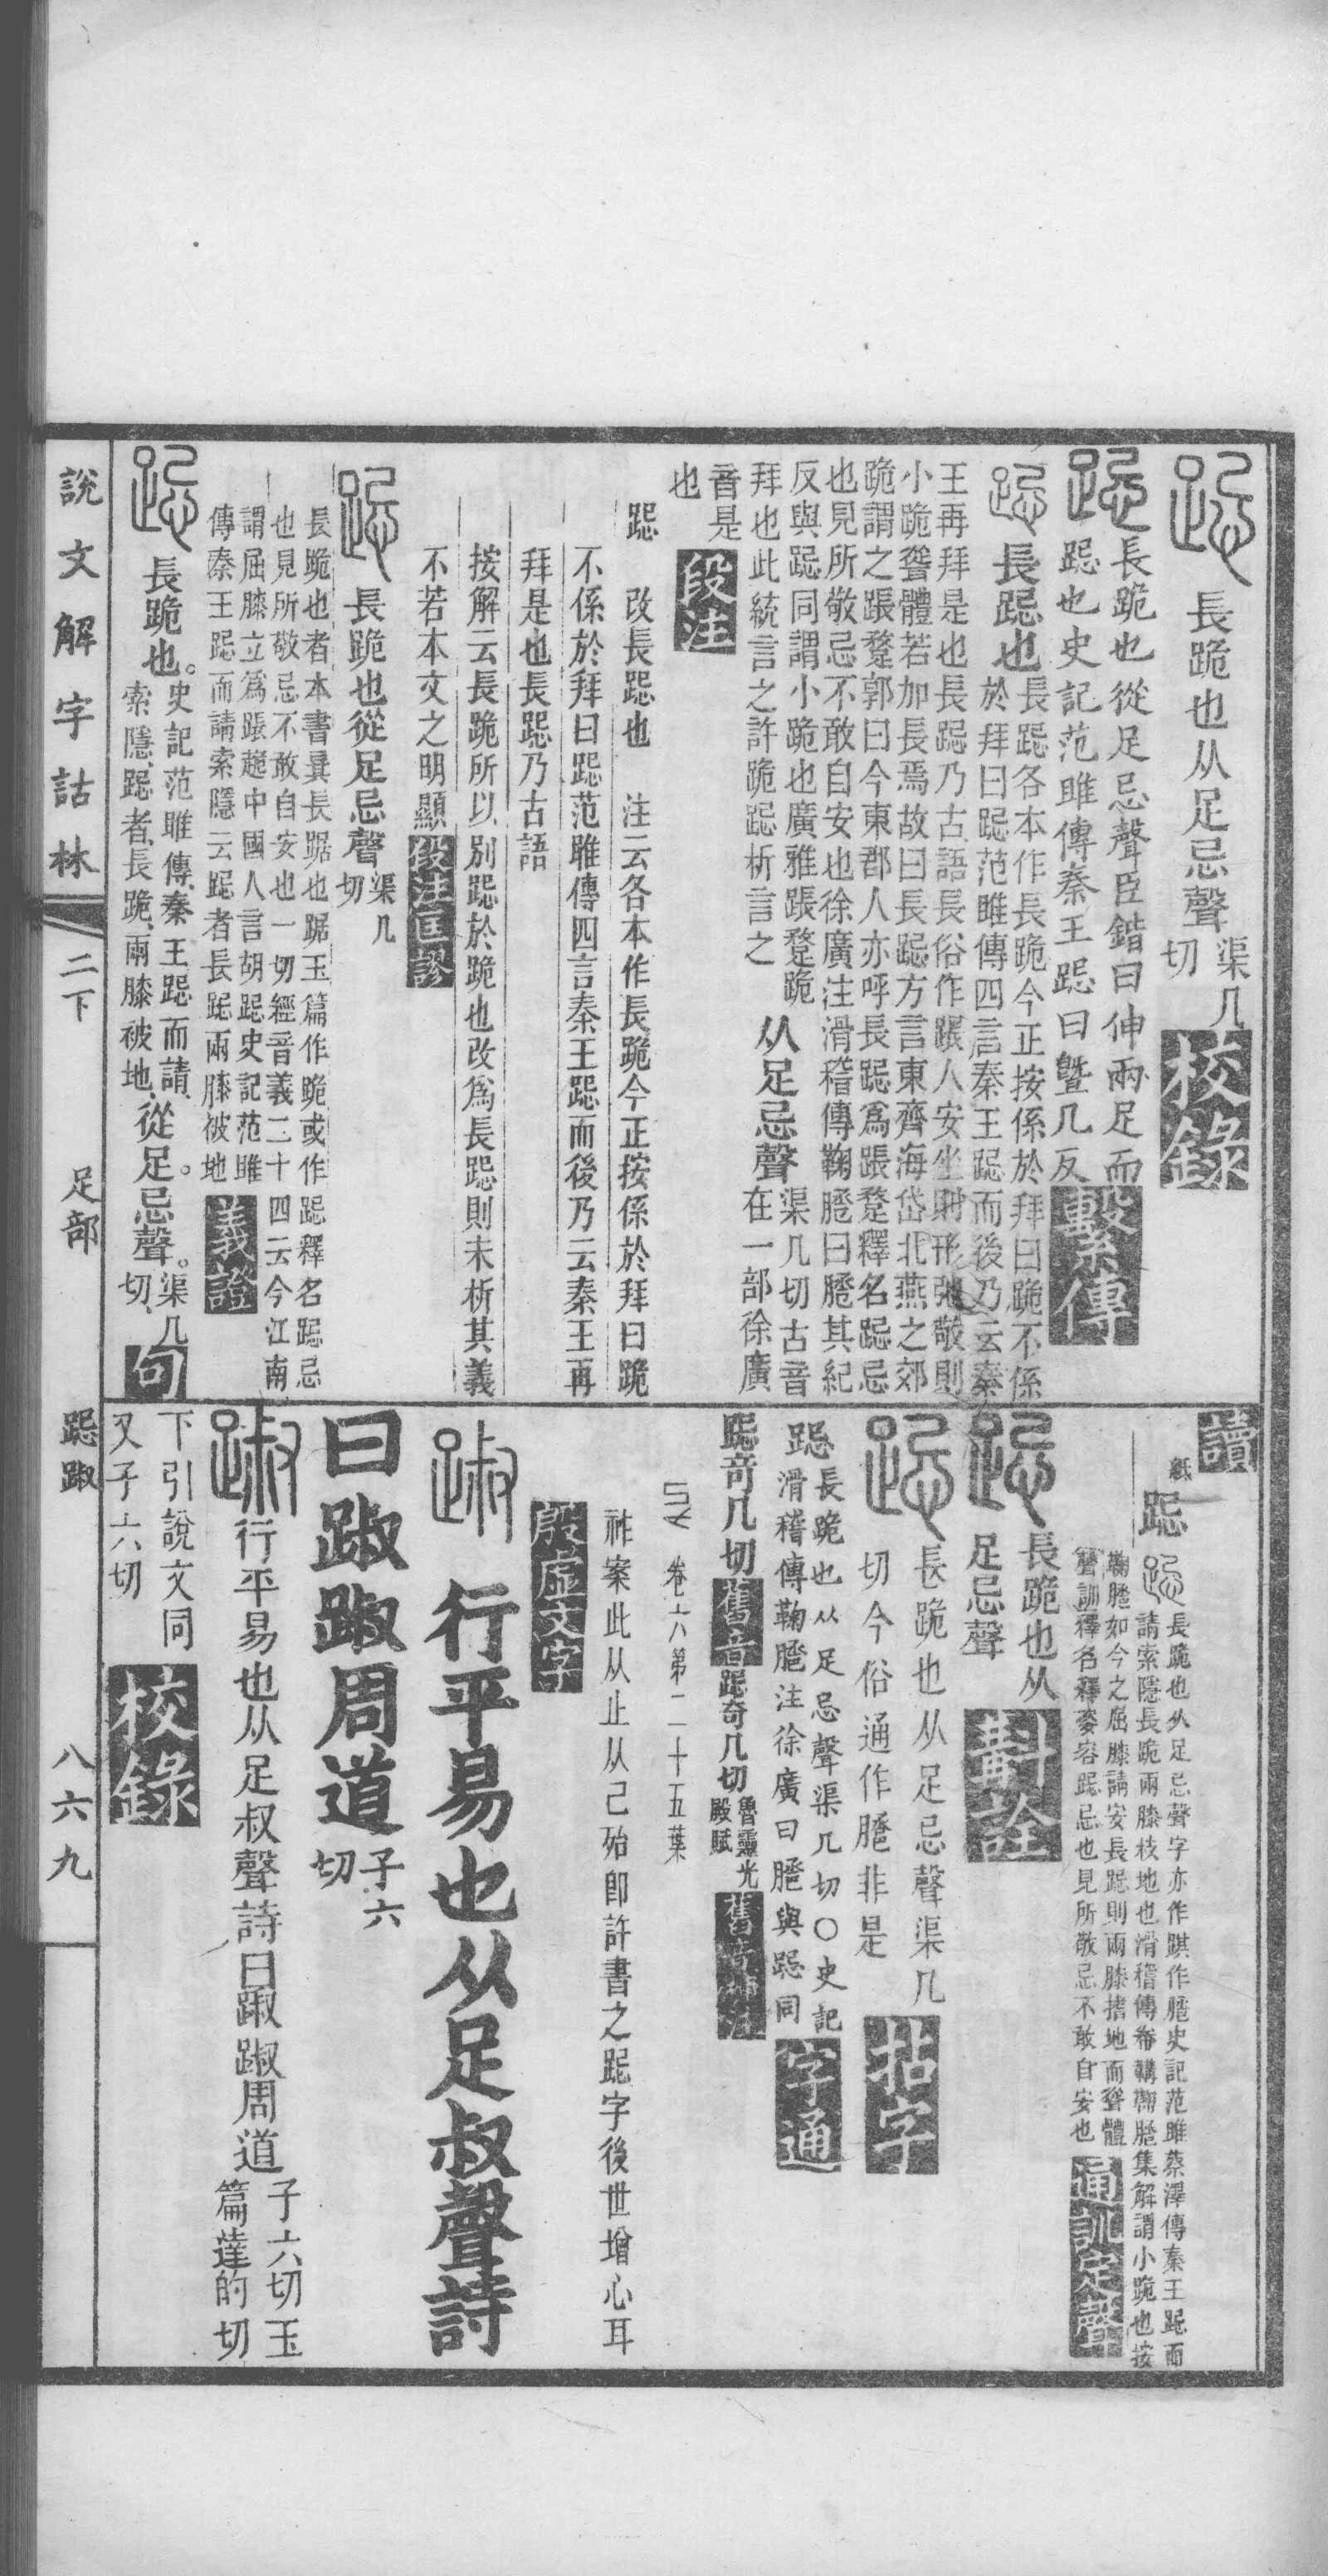 長跪也从足忌聲渠几切
校錄
長跪也從足忌聲臣鍇曰伸兩足而
跽也史記范雎傳秦王跽曰曁几反
繫傳
長跽也長跽各本作長跪今正按係於拜曰跪不係
於拜曰跽范雎傳四言秦王跽而後乃云秦
王再拜是也長跽乃古語長俗作䠆人安坐則形弛敬則
小跪聳體若加長焉故曰長跽方言東齊海岱北燕之郊
跪謂之䠆䠞郭曰今東郡人亦呼長跽爲䠆䠞釋名跽忌
也見所敬忌不敢自安也徐廣注滑稽傳鞠䠅曰䠅其紀
反與跽同謂小跪也廣雅䠆䠞跪
拜也此統言之許跪跽析言之
从足忌聲渠几切古音
在一部徐廣
音是
也
段注
跽 改長跽也 注云各本作長跪今正按係於拜曰跪
不係於拜曰跽范雎傳四言秦王跽而後乃云秦王再
拜是也長跽乃古語
按解云長跪所以別跽於跪也改爲長跽則未析其義
不若本文之明顯
段注匡謬
長跪也從足忌聲渠几切
長跪也者本書㠱長踞也踞玉篇作跪或作跽釋名跽忌
也見所敬忌不敢自安也一切經音義二十四云今江南
謂屈膝立爲䠆䠞中國人言胡跽史記范雎
傳秦王跽而請索隱云跽者長跽兩膝被地
義證
長跪也。史記范雎傳、秦王跽而請、
索隱、跽者、長跪、兩膝被地、
從足。忌聲。渠几切、
句
讀
紙 跽
長跪也从足忌聲字亦作䟸作䠅史記范雎蔡澤傳秦王跽而
請索隱長跪兩膝枝地也滑稽傳帣韝鞠䠅集解謂小跪也按
鞠䠅如今之屈膝請安長跽則兩膝搘地而聳體
聲訓釋名釋姿容跽忌也見所敬忌不敢自安也
通訓定聲
長跪也从
足忌聲
斠詮
長跪也从足忌聲渠几
切今俗通作䠅非是
拈字
跽長跪也从足忌聲渠几切〇史記
滑稽傳鞠䠅注徐廣曰䠅與跽同
字通
跽奇几切
舊音
跽奇几切魯靈光
殿賦
舊音補注
卷六第二十五葉
祚案此从止从己殆卽許書之跽字後世增心耳
殷虛文字
行平易也从足叔聲詩
曰踧踧周道子六切
行平易也从足叔聲詩曰踧踧周道子六切玉
篇達的切
下引說文同
又子六切
校錄
說文解字詁林 二下 足部 跽踧 八六九